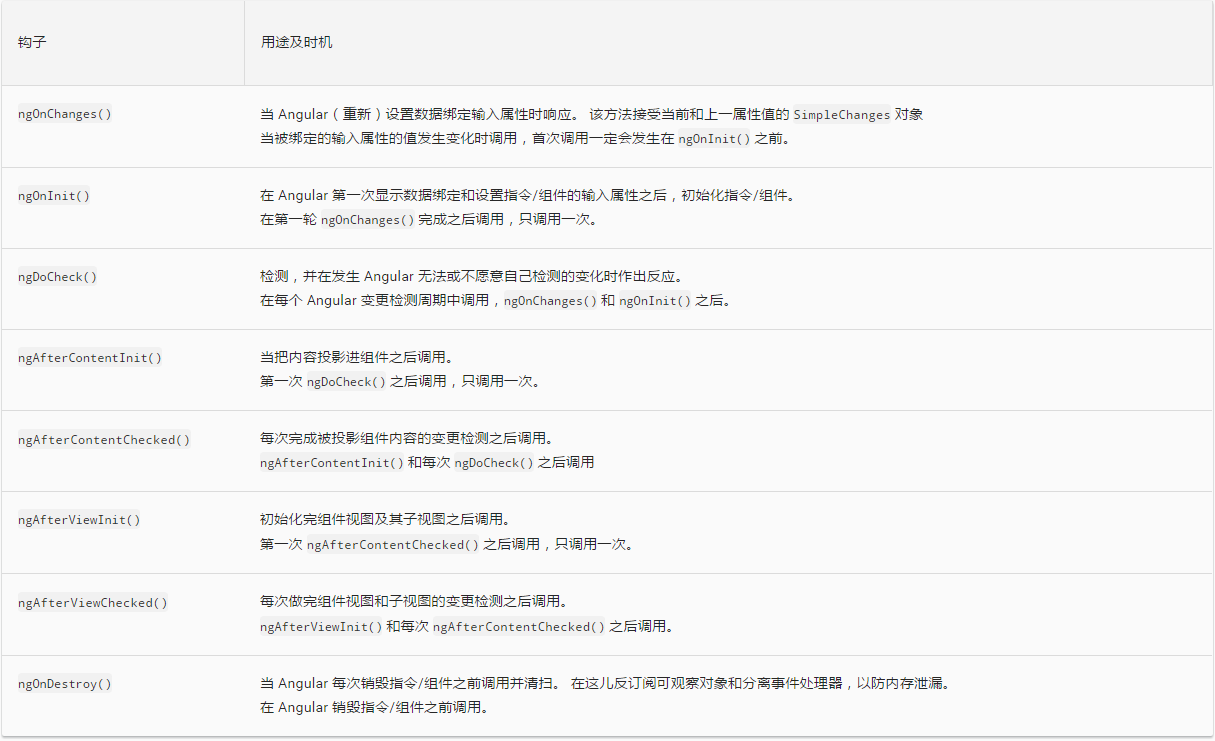 钩子
用途及时机
ngOnChanges()
当 Angular（重新）设置数据绑定输入属性时响应。 该方法接受当前和上一属性值的 SimpleChanges 对象
当被绑定的输入属性的值发生变化时调用，首次调用一定会发生在 ngOnInit() 之前。
ngOnInit()
在 Angular 第一次显示数据绑定和设置指令/组件的输入属性之后，初始化指令/组件。
在第一轮 ngOnChanges() 完成之后调用，只调用一次。
ngDoCheck()
检测，并在发生 Angular 无法或不愿意自己检测的变化时作出反应。
在每个 Angular 变更检测周期中调用，ngOnChanges() 和 ngOnInit() 之后。
ngAfterContentInit()
当把内容投影进组件之后调用。
第一次 ngDoCheck() 之后调用，只调用一次。
ngAfterContentChecked()
每次完成被投影组件内容的变更检测之后调用。
ngAfterContentInit() 和每次 ngDoCheck() 之后调用
ngAfterViewInit()
初始化完组件视图及其子视图之后调用。
第一次 ngAfterContentChecked() 之后调用，只调用一次。
ngAfterViewChecked()
每次做完组件视图和子视图的变更检测之后调用。
ngAfterViewInit() 和每次 ngAfterContentChecked() 之后调用。
ngOnDestroy()
当 Angular 每次销毁指令/组件之前调用并清扫。 在这儿反订阅可观察对象和分离事件处理器，以防内存泄漏。
在 Angular 销毁指令/组件之前调用。